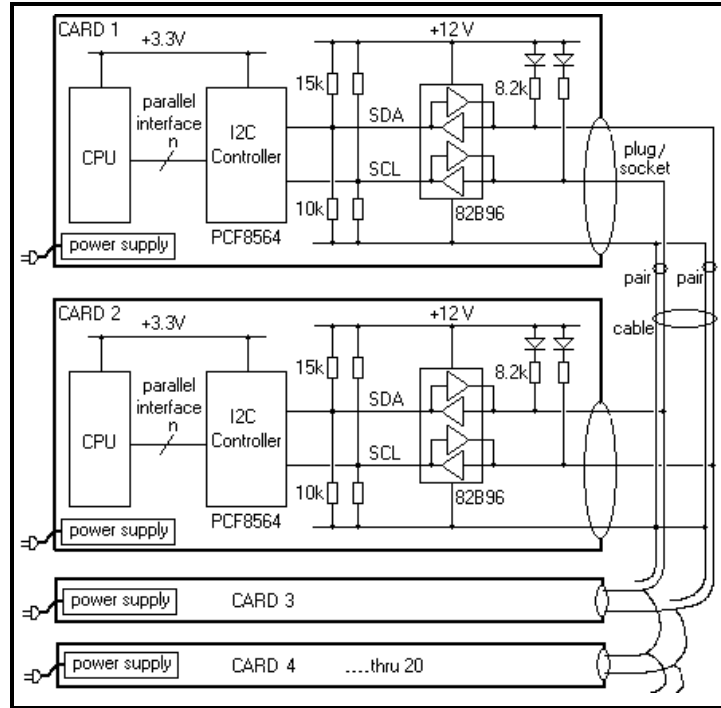 CARD 1
+3.3V
+12 V
15k
8.2k
parallel
interface
n
CPU
I2C
Controller
SDA
SCL
plug/
socket
10k
82B96
PCF8564
power supply
pair
pair
cable
CARD 2
+3.3V
+12 V
15k
8.2k
parallel
interface
n
CPU
I2C
Controller
SDA
SCL
10k
82B96
PCF8564
power supply
power supply
CARD 3
power supply
CARD 4 ....thru 20